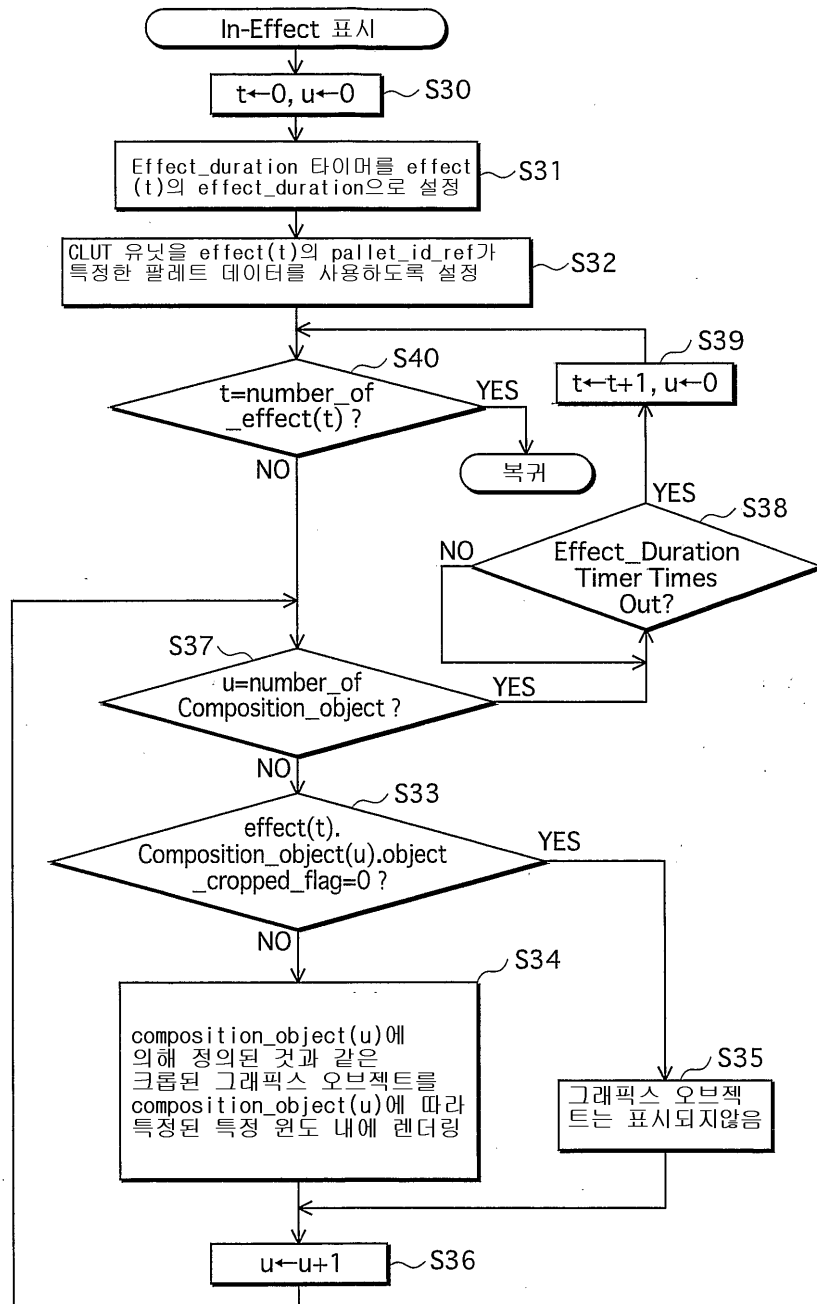 In-Effect 표시
t←0, u←0
S30
Effect_duration 타이머를 effect
(t)의 effect_duration으로 설정
S31
CLUT 유닛을 effect(t)의 pallet_id_ref가
특정한 팔레트 데이터를 사용하도록 설정
S32
S39
t←t+1, u←0
S40
t=number_of
_effect(t) ?
YES
NO
복귀
YES
S38
NO
Effect_Duration
Timer Times
Out?
S37
u=number_of
Composition_object ?
YES
NO
S33
effect(t).
Composition_object(u).object
_cropped_flag=0 ?
YES
NO
S34
composition_object(u)에
의해 정의된 것과 같은
크롭된 그래픽스 오브젝트를
composition_object(u)에 따라
특정된 특정 윈도 내에 렌더링
S35
그래픽스 오브젝
트는 표시되지않음
u←u+1
S36